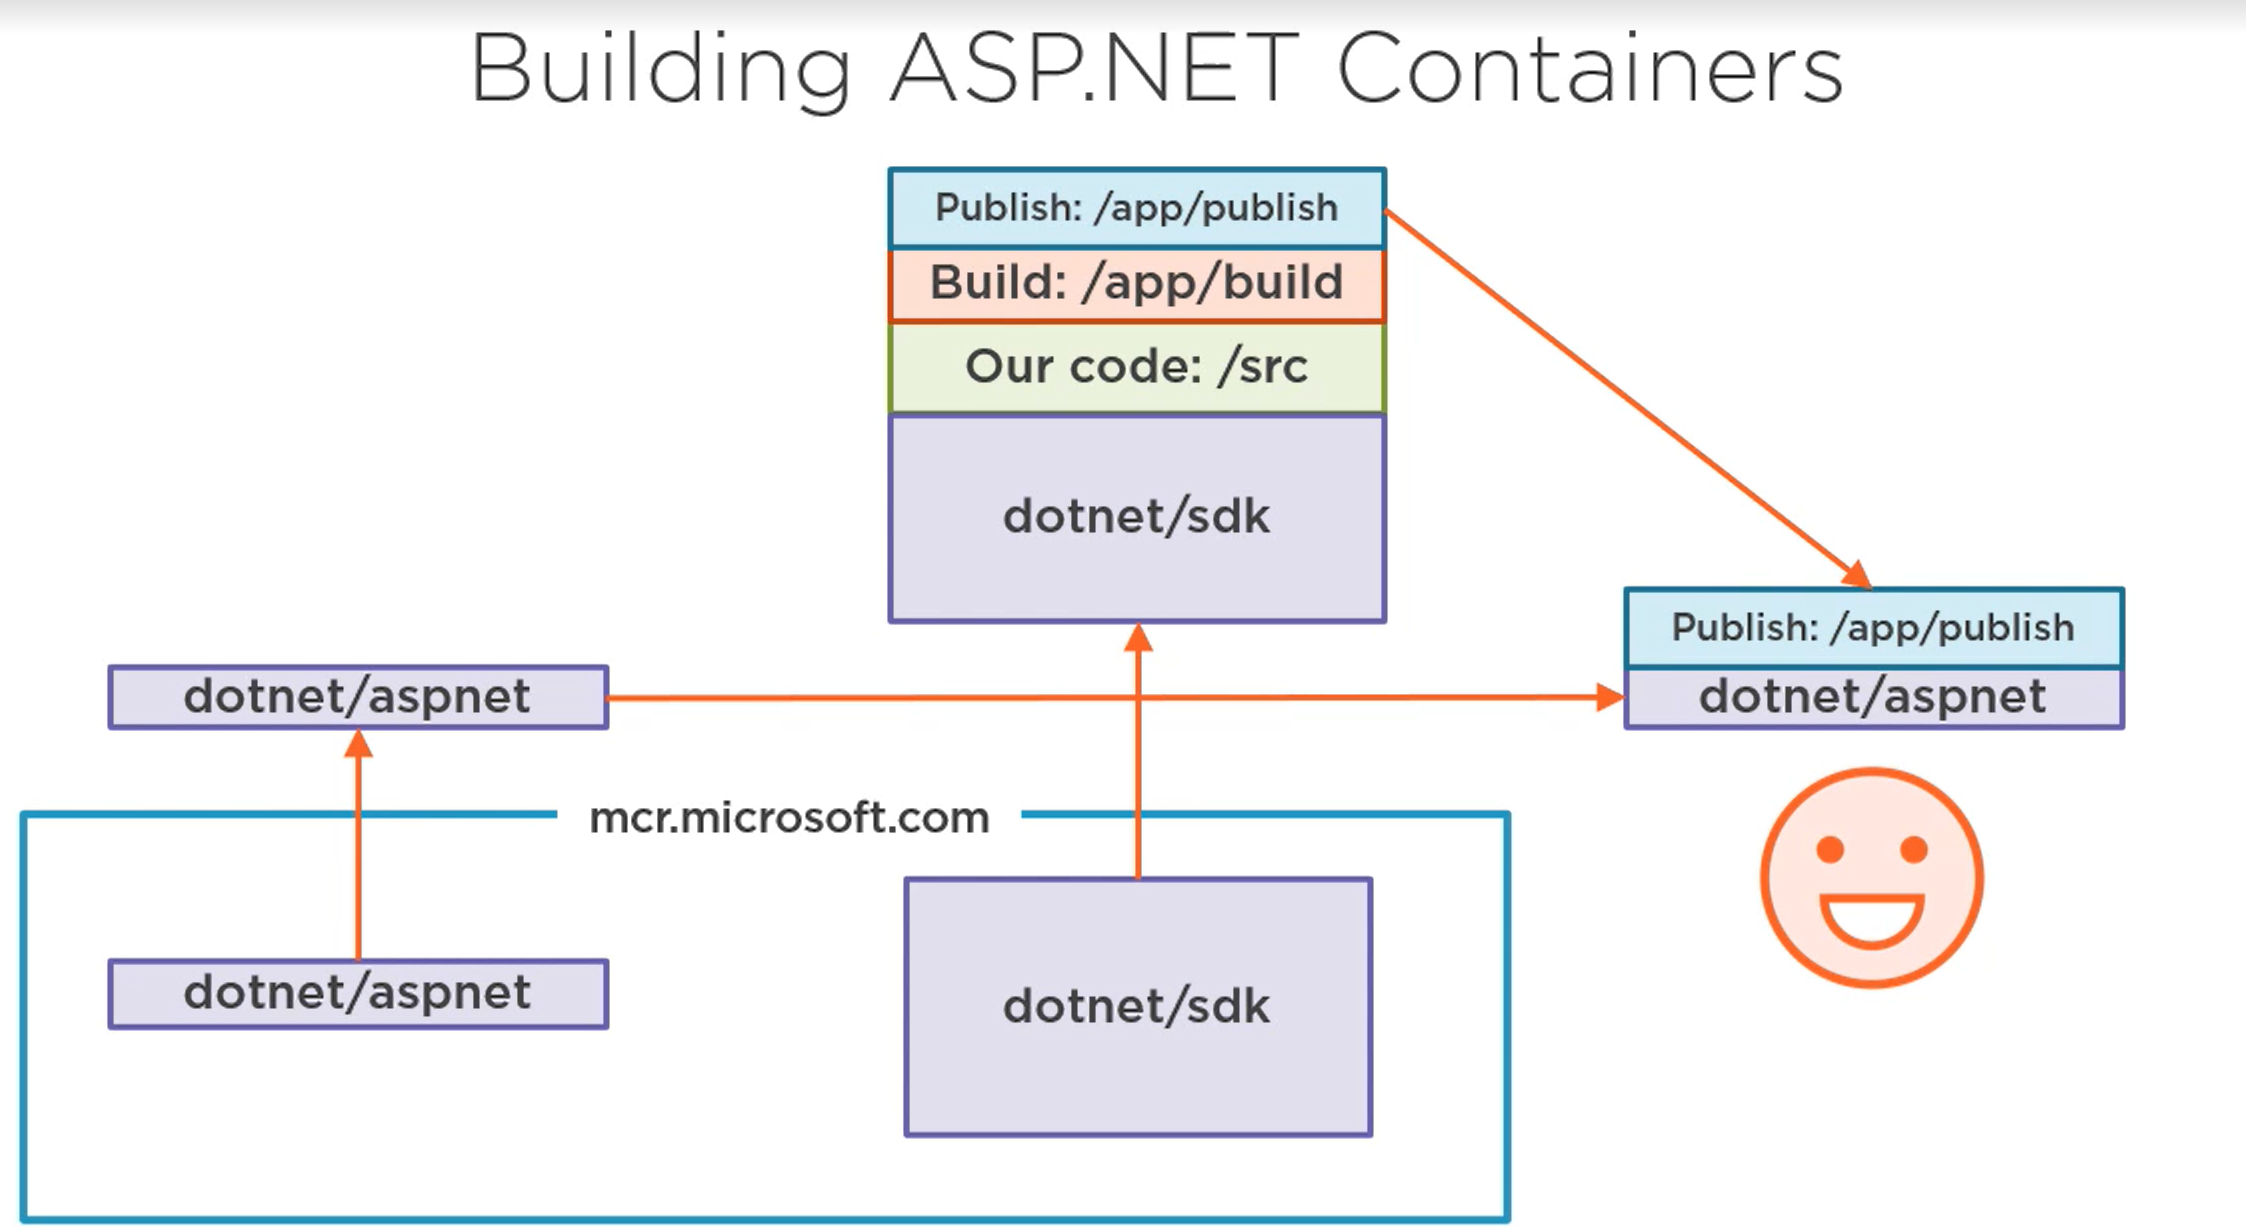 Building ASP.NET Containers
Publish: /app/publish
Build: /app/build
Our code: /src
dotnet/sdk
Publish: /app/publish
dotnet/aspnet
dotnet/aspnet
mcr.microsoft.com
dotnet/aspnet
dotnet/sdk